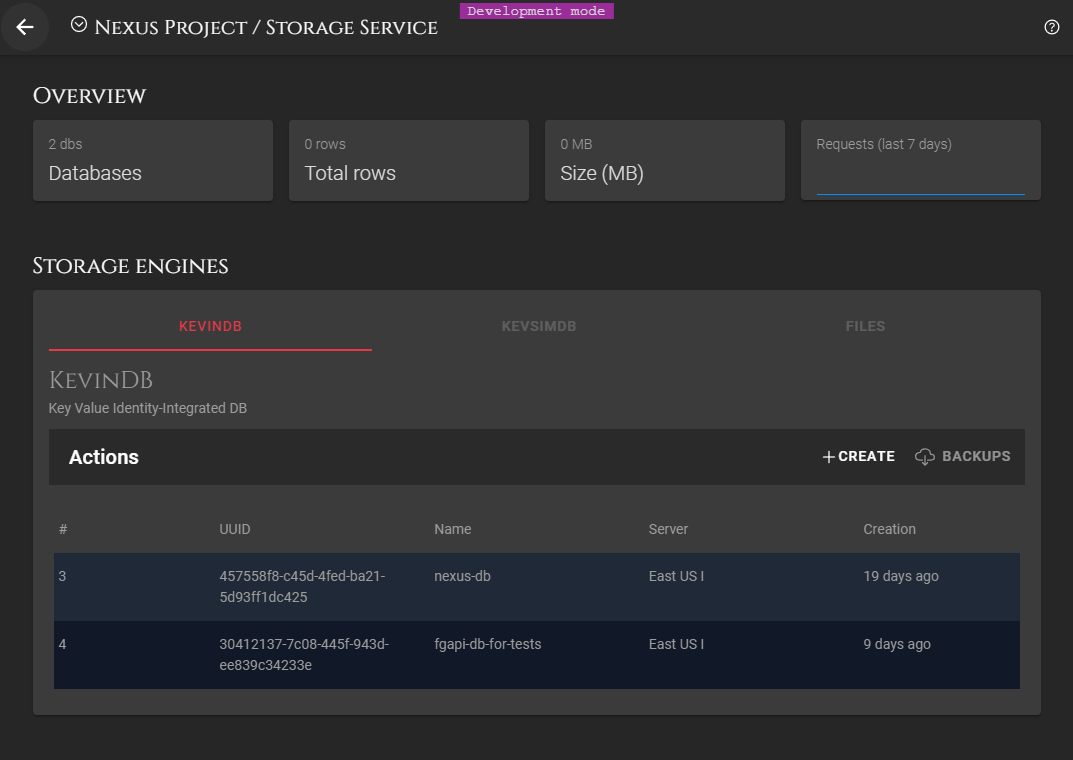 Development mode
Nexus Project / Storage Service
Overview
2 dbs
Databases
0 rows
Total rows
0 MB
Size (MB)
Requests (last 7 days)
Storage engines
KEVINDB
KEVSIMDB
FILES
KevinDB
Key Value Identity-Integrated DB
Actions
CREATE
BACKUPS
# UUID Name Server Creation
3 457558f8-c45d-4fed-ba21- nexus-db East US I 19 days ago
5d93ff1dc425
4 30412137-7c08-445f-943d- fgapi-db-for-tests East US I 9 days ago
ee839c34233e